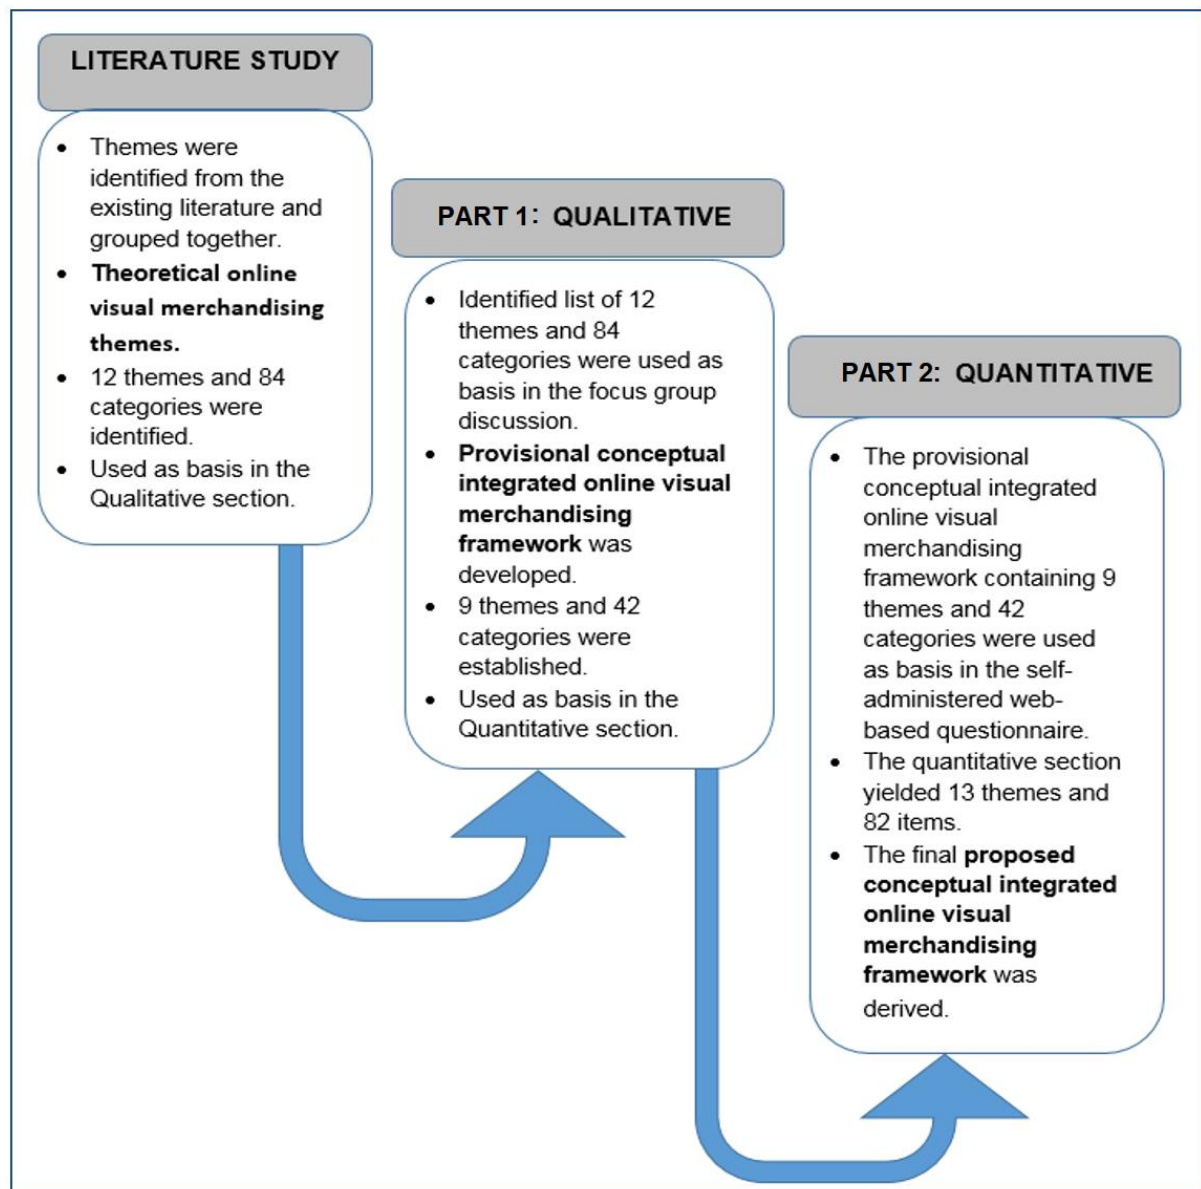 LITERATURE STUDY
• Themes were
identified from the
existing literature and
grouped together.
• Theoretical online
visual merchandising
themes.
• 12 themes and 84
categories were
identified.
• Used as basis in the
Qualitative section.
PART 1: QUALITATIVE
• Identified list of 12
themes and 84
categories were used as
basis in the focus group
discussion.
• Provisional conceptual
integrated online visual
merchandising
framework was
developed.
• 9 themes and 42
categories were
established.
• Used as basis in the
Quantitative section.
PART 2: QUANTITATIVE
• The provisional
conceptual integrated
online visual
merchandising
framework containing 9
themes and 42
categories were used
as basis in the self-
administered web-
based questionnaire.
• The quantitative section
yielded 13 themes and
82 items.
• The final proposed
conceptual integrated
online visual
merchandising
framework was
derived.